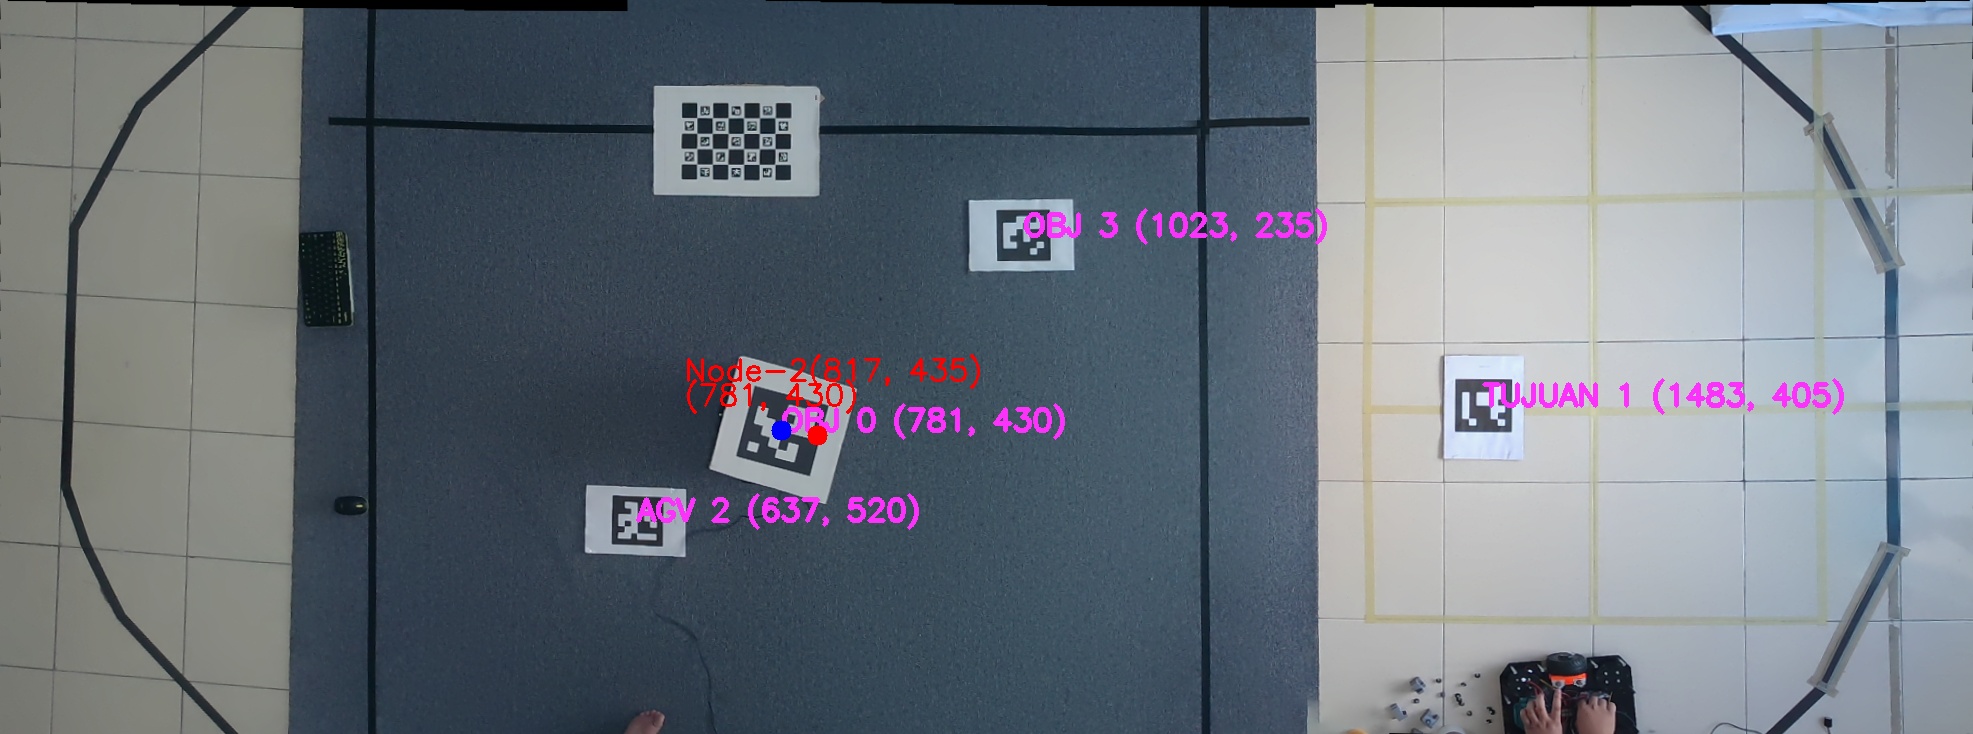 OBJ 3 (1023, 235)
Node-2(817, 435)
(781, 430)
TUJUAN 1 (1483, 405)
OBJ 0 (781, 430)
AGV 2 (637, 520)